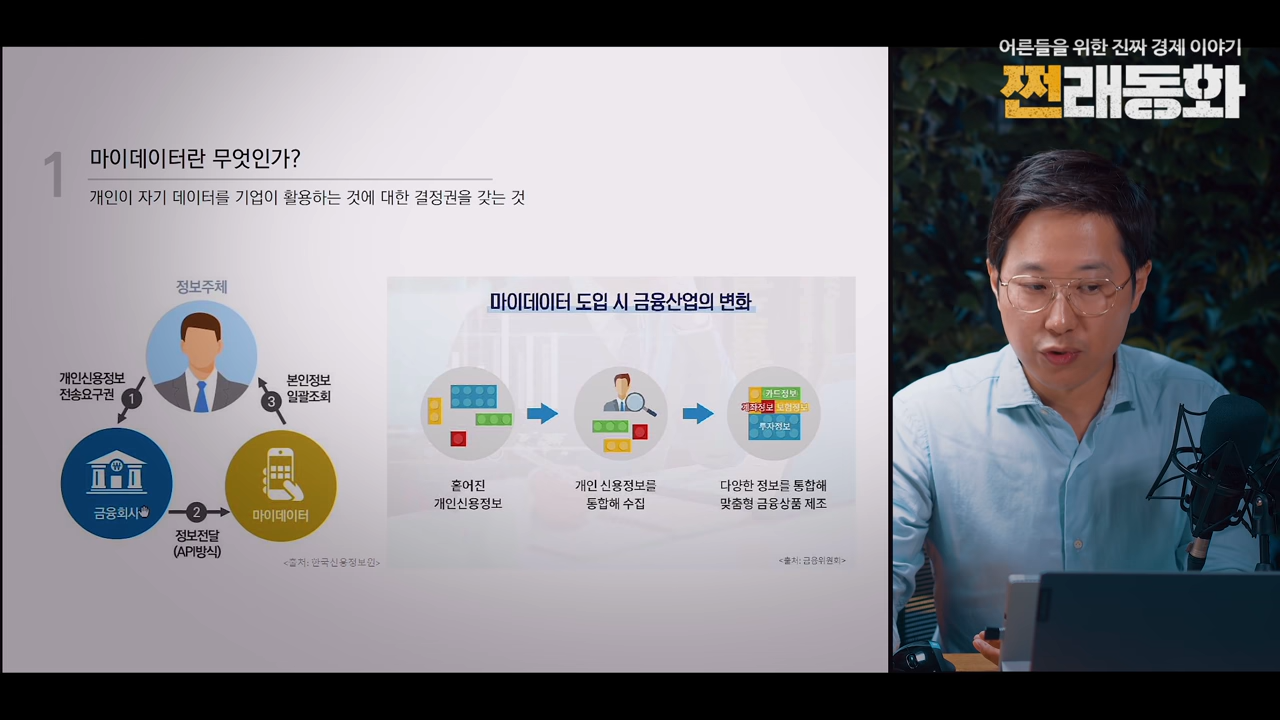 어른들을 위한 진짜 경제 이야기
쩐래동화
1
마이데이터란 무엇인가?
개인이 자기 데이터를 기업이 활용하는 것에 대한 결정권을 갖는 것
정보주체
개인신용정보
전송요구권
1
본인정보
일괄조회
3
금융회사
2
마이데이터
정보전달
(API방식)
<출처: 한국신용정보원>
마이데이터 도입 시 금융산업의 변화
카드정보
계좌정보 보험정보
투자정보
흩어진
개인신용정보
개인 신용정보를
통합해 수집
다양한 정보를 통합해
맞춤형 금융상품 제조
<출처: 금융위원회>